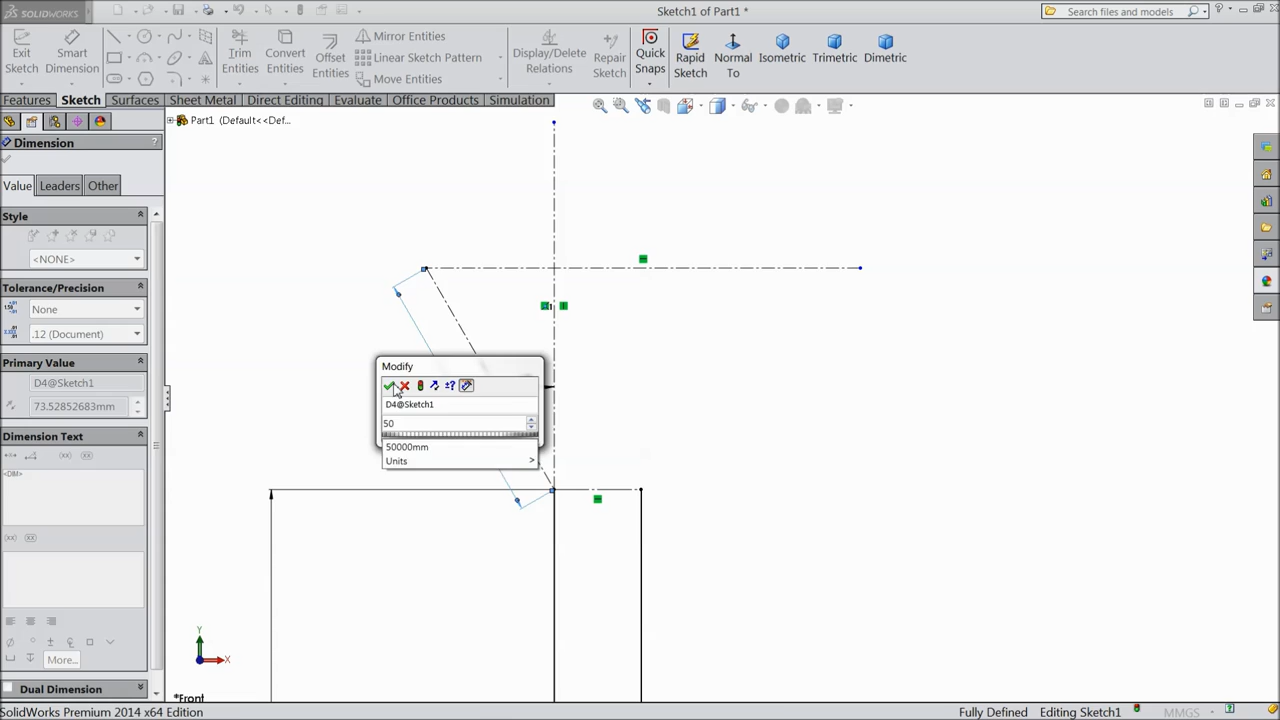 SOLIDWORKS
Sketch1 of Part1 *
Search files and models
Exit Sketch
Smart Dimension
Trim Entities
Convert Entities
Offset Entities
Mirror Entities
Linear Sketch Pattern
Move Entities
Display/Delete Relations
Repair Sketch
Quick Snaps
Rapid Sketch
Normal To
Isometric
Trimetric
Dimetric
Features
Sketch
Surfaces
Sheet Metal
Direct Editing
Evaluate
Office Products
Simulation
Part1 (Default<<Def...
Dimension
?
Value
Leaders
Other
Style
<NONE>
Tolerance/Precision
None
.12 (Document)
Primary Value
D4@Sketch1
73.52852683mm
Dimension Text
<DIM>
More...
Dual Dimension
Modify
D4@Sketch1
50
50000mm
Units >
Y
X
*Front
SolidWorks Premium 2014 x64 Edition
Fully Defined
Editing Sketch1
MMGS